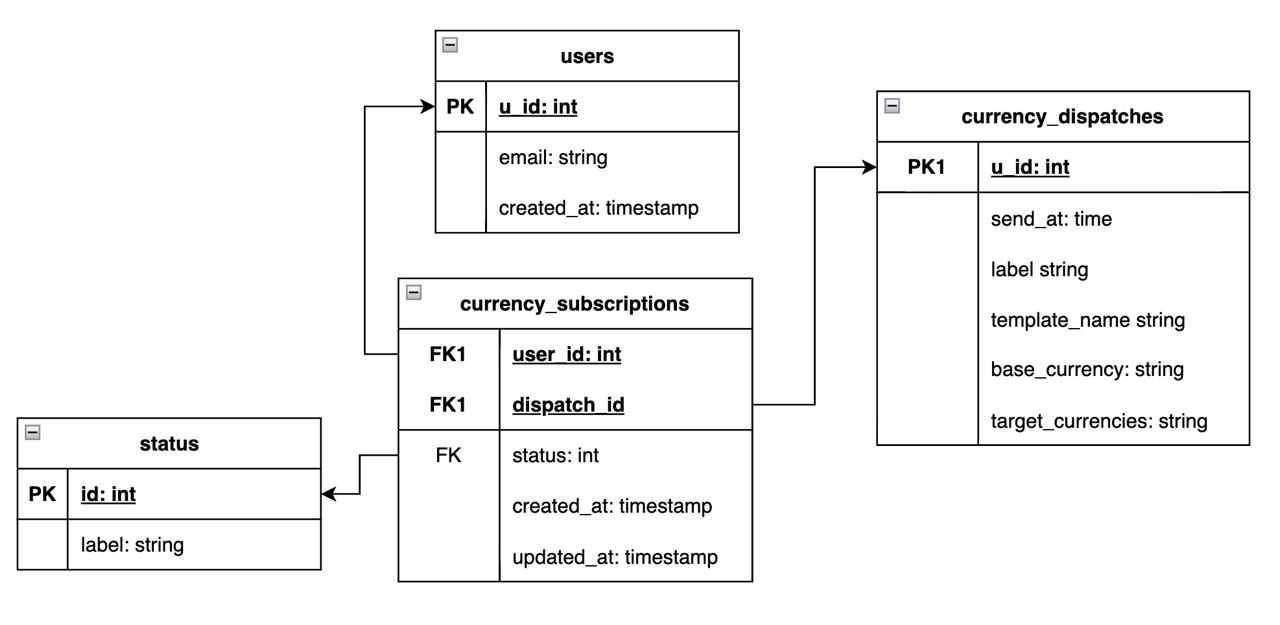 users
PK u_id: int
email: string
created_at: timestamp
currency_dispatches
PK1 u_id: int
send_at: time
label string
template_name string
base_currency: string
target_currencies: string
currency_subscriptions
FK1 user_id: int
FK1 dispatch_id
FK status: int
created_at: timestamp
updated_at: timestamp
status
PK id: int
label: string